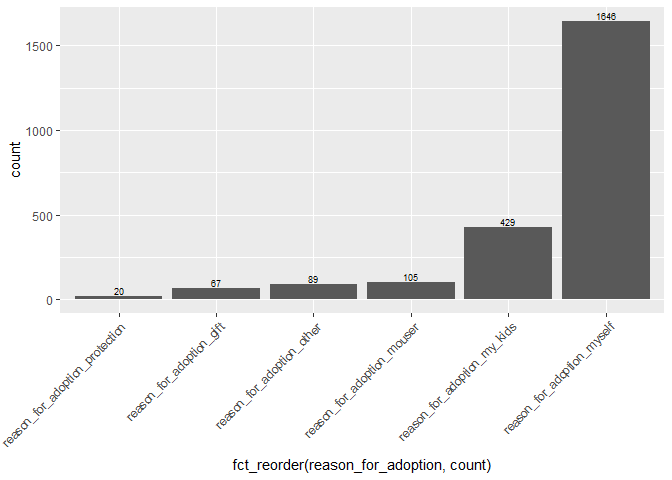 1646
1500
1000
count
500
429
105
89
67
20
0
reason_for_adoption_protection
reason_for_adoption_gift
reason_for_adoption_other
reason_for_adoption_mouser
reason_for_adoption_my_kids
reason_for_adoption_myself
fct_reorder(reason_for_adoption, count)